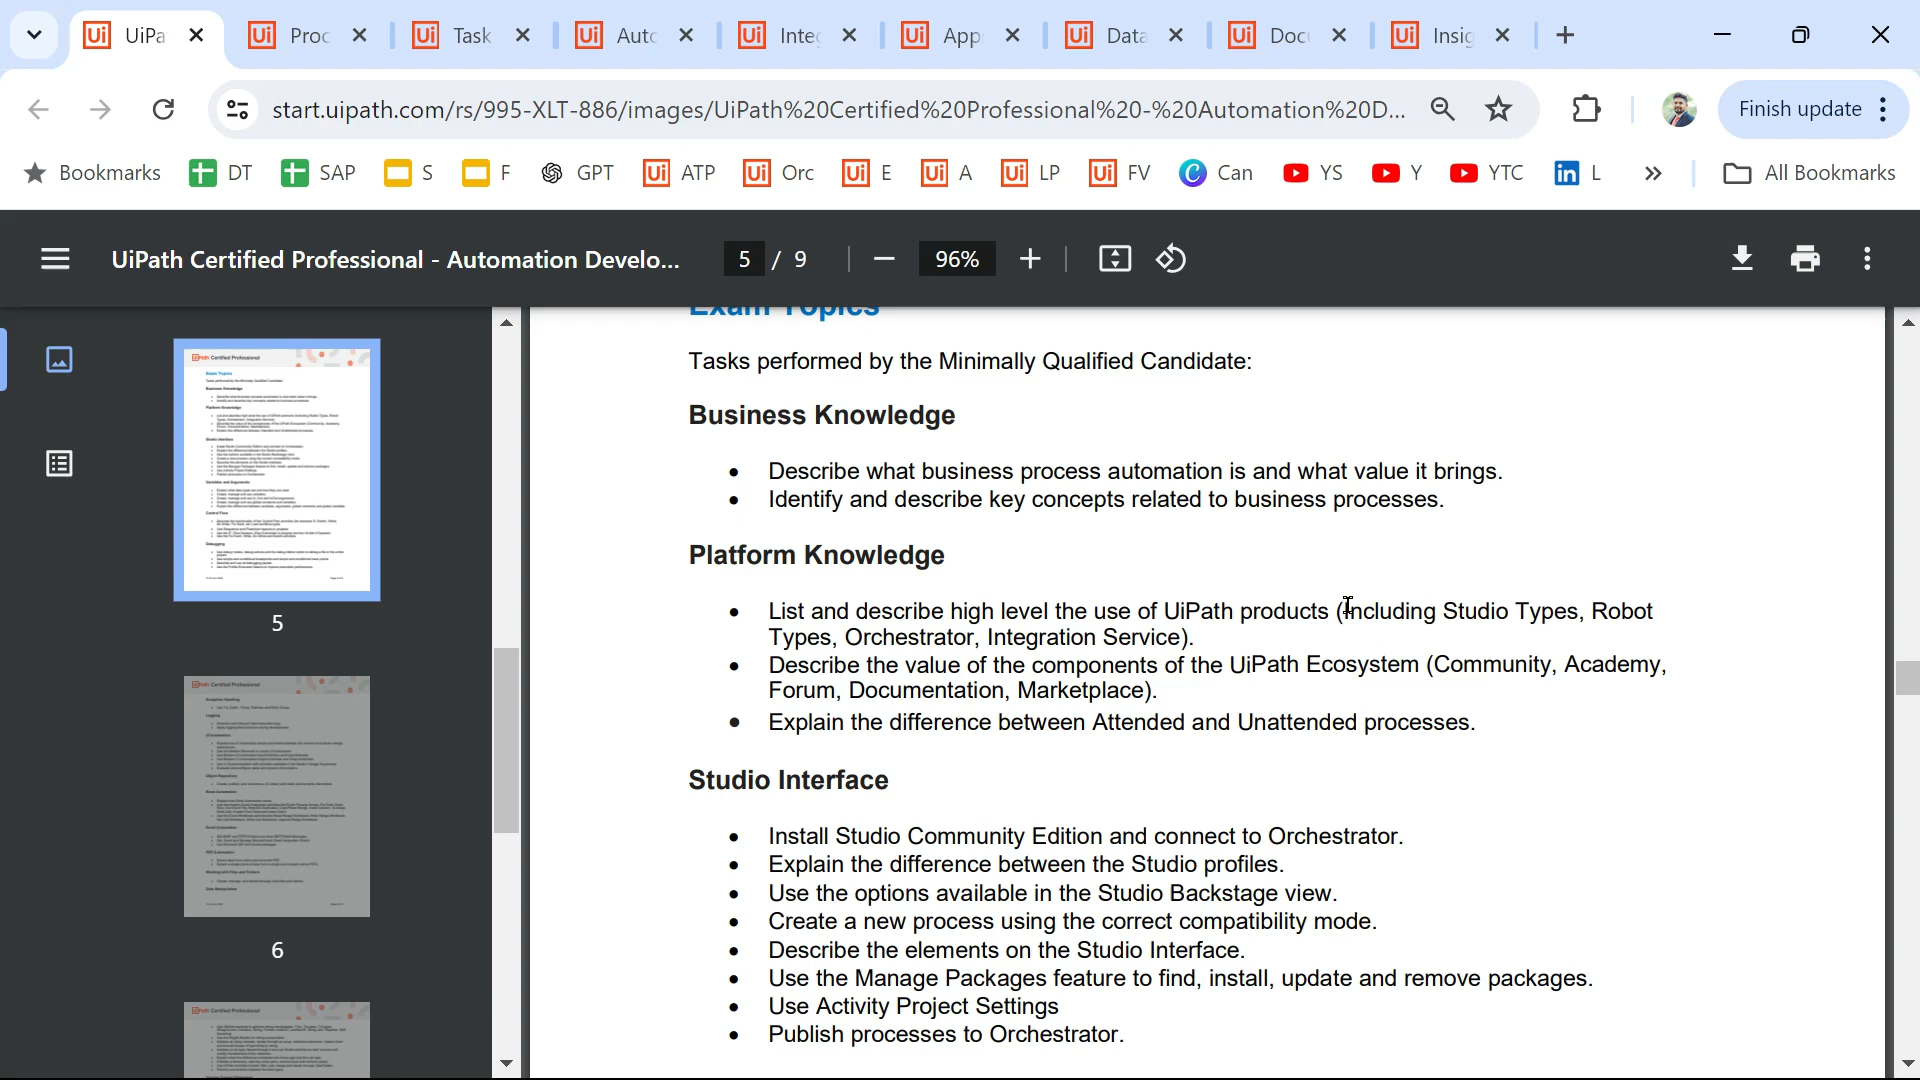 UiPa
Proc
Task
Auto
Inte
App
Data
Doc
Insig
start.uipath.com/rs/995-XLT-886/images/UiPath%20Certified%20Professional%20-%20Automation%20D...
Finish update
Bookmarks DT SAP S F GPT ATP Orc E A LP FV Can YS Y YTC L » All Bookmarks
UiPath Certified Professional - Automation Develo... 5 / 9 96%
Exam Topics
Tasks performed by the Minimally Qualified Candidate:
Business Knowledge
• Describe what business process automation is and what value it brings.
• Identify and describe key concepts related to business processes.
Platform Knowledge
• List and describe high level the use of UiPath products (including Studio Types, Robot
Types, Orchestrator, Integration Service).
• Describe the value of the components of the UiPath Ecosystem (Community, Academy,
Forum, Documentation, Marketplace).
• Explain the difference between Attended and Unattended processes.
Studio Interface
• Install Studio Community Edition and connect to Orchestrator.
• Explain the difference between the Studio profiles.
• Use the options available in the Studio Backstage view.
• Create a new process using the correct compatibility mode.
• Describe the elements on the Studio Interface.
• Use the Manage Packages feature to find, install, update and remove packages.
• Use Activity Project Settings
• Publish processes to Orchestrator.
5
6